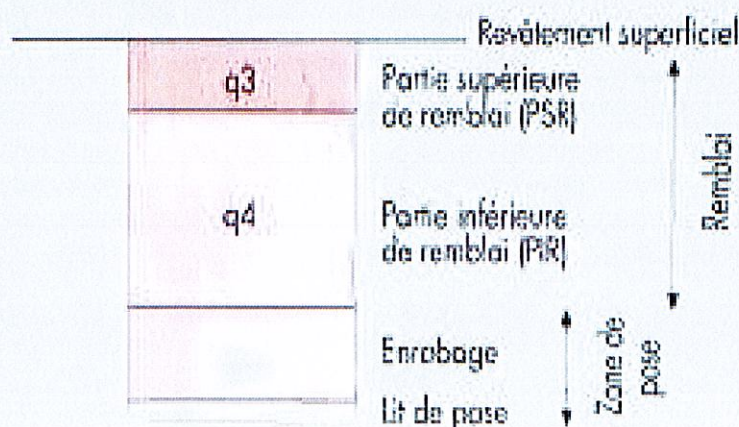 Revêtement superficiel
q3
Partie supérieure
de remblai (PSR)
q4
Partie inférieure
de remblai (PIR)
Remblai
Enrobage
Lit de pose
Zone de
pose